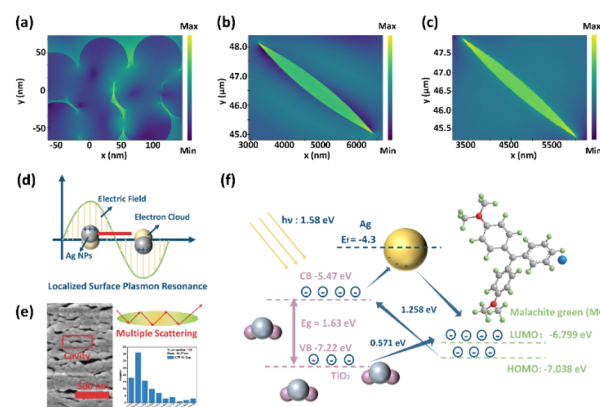 (a)
Max
50
0
-50
y (nm)
-50 0 50 100
x (nm)
Min
(b)
Max
48.0
47.0
46.0
45.0
y (μm)
3000 4000 5000 6000
x (nm)
Min
(c)
Max
47.5
47.0
46.5
46.0
45.5
y (μm)
3500 4500 5500
x (nm)
Min
(d)
Electric Field
Electron Cloud
Ag NPs
Localized Surface Plasmon Resonance
(e)
Cavity
500 nm
Multiple Scattering
(f)
hv : 1.58 eV
Ag
Ef= -4.3
CB -5.47 eV
Eg = 1.63 eV
VB -7.22 eV
TiO₂
1.258 eV
0.571 eV
Malachite green (MG
LUMO: -6.799 eV
HOMO: -7.038 eV